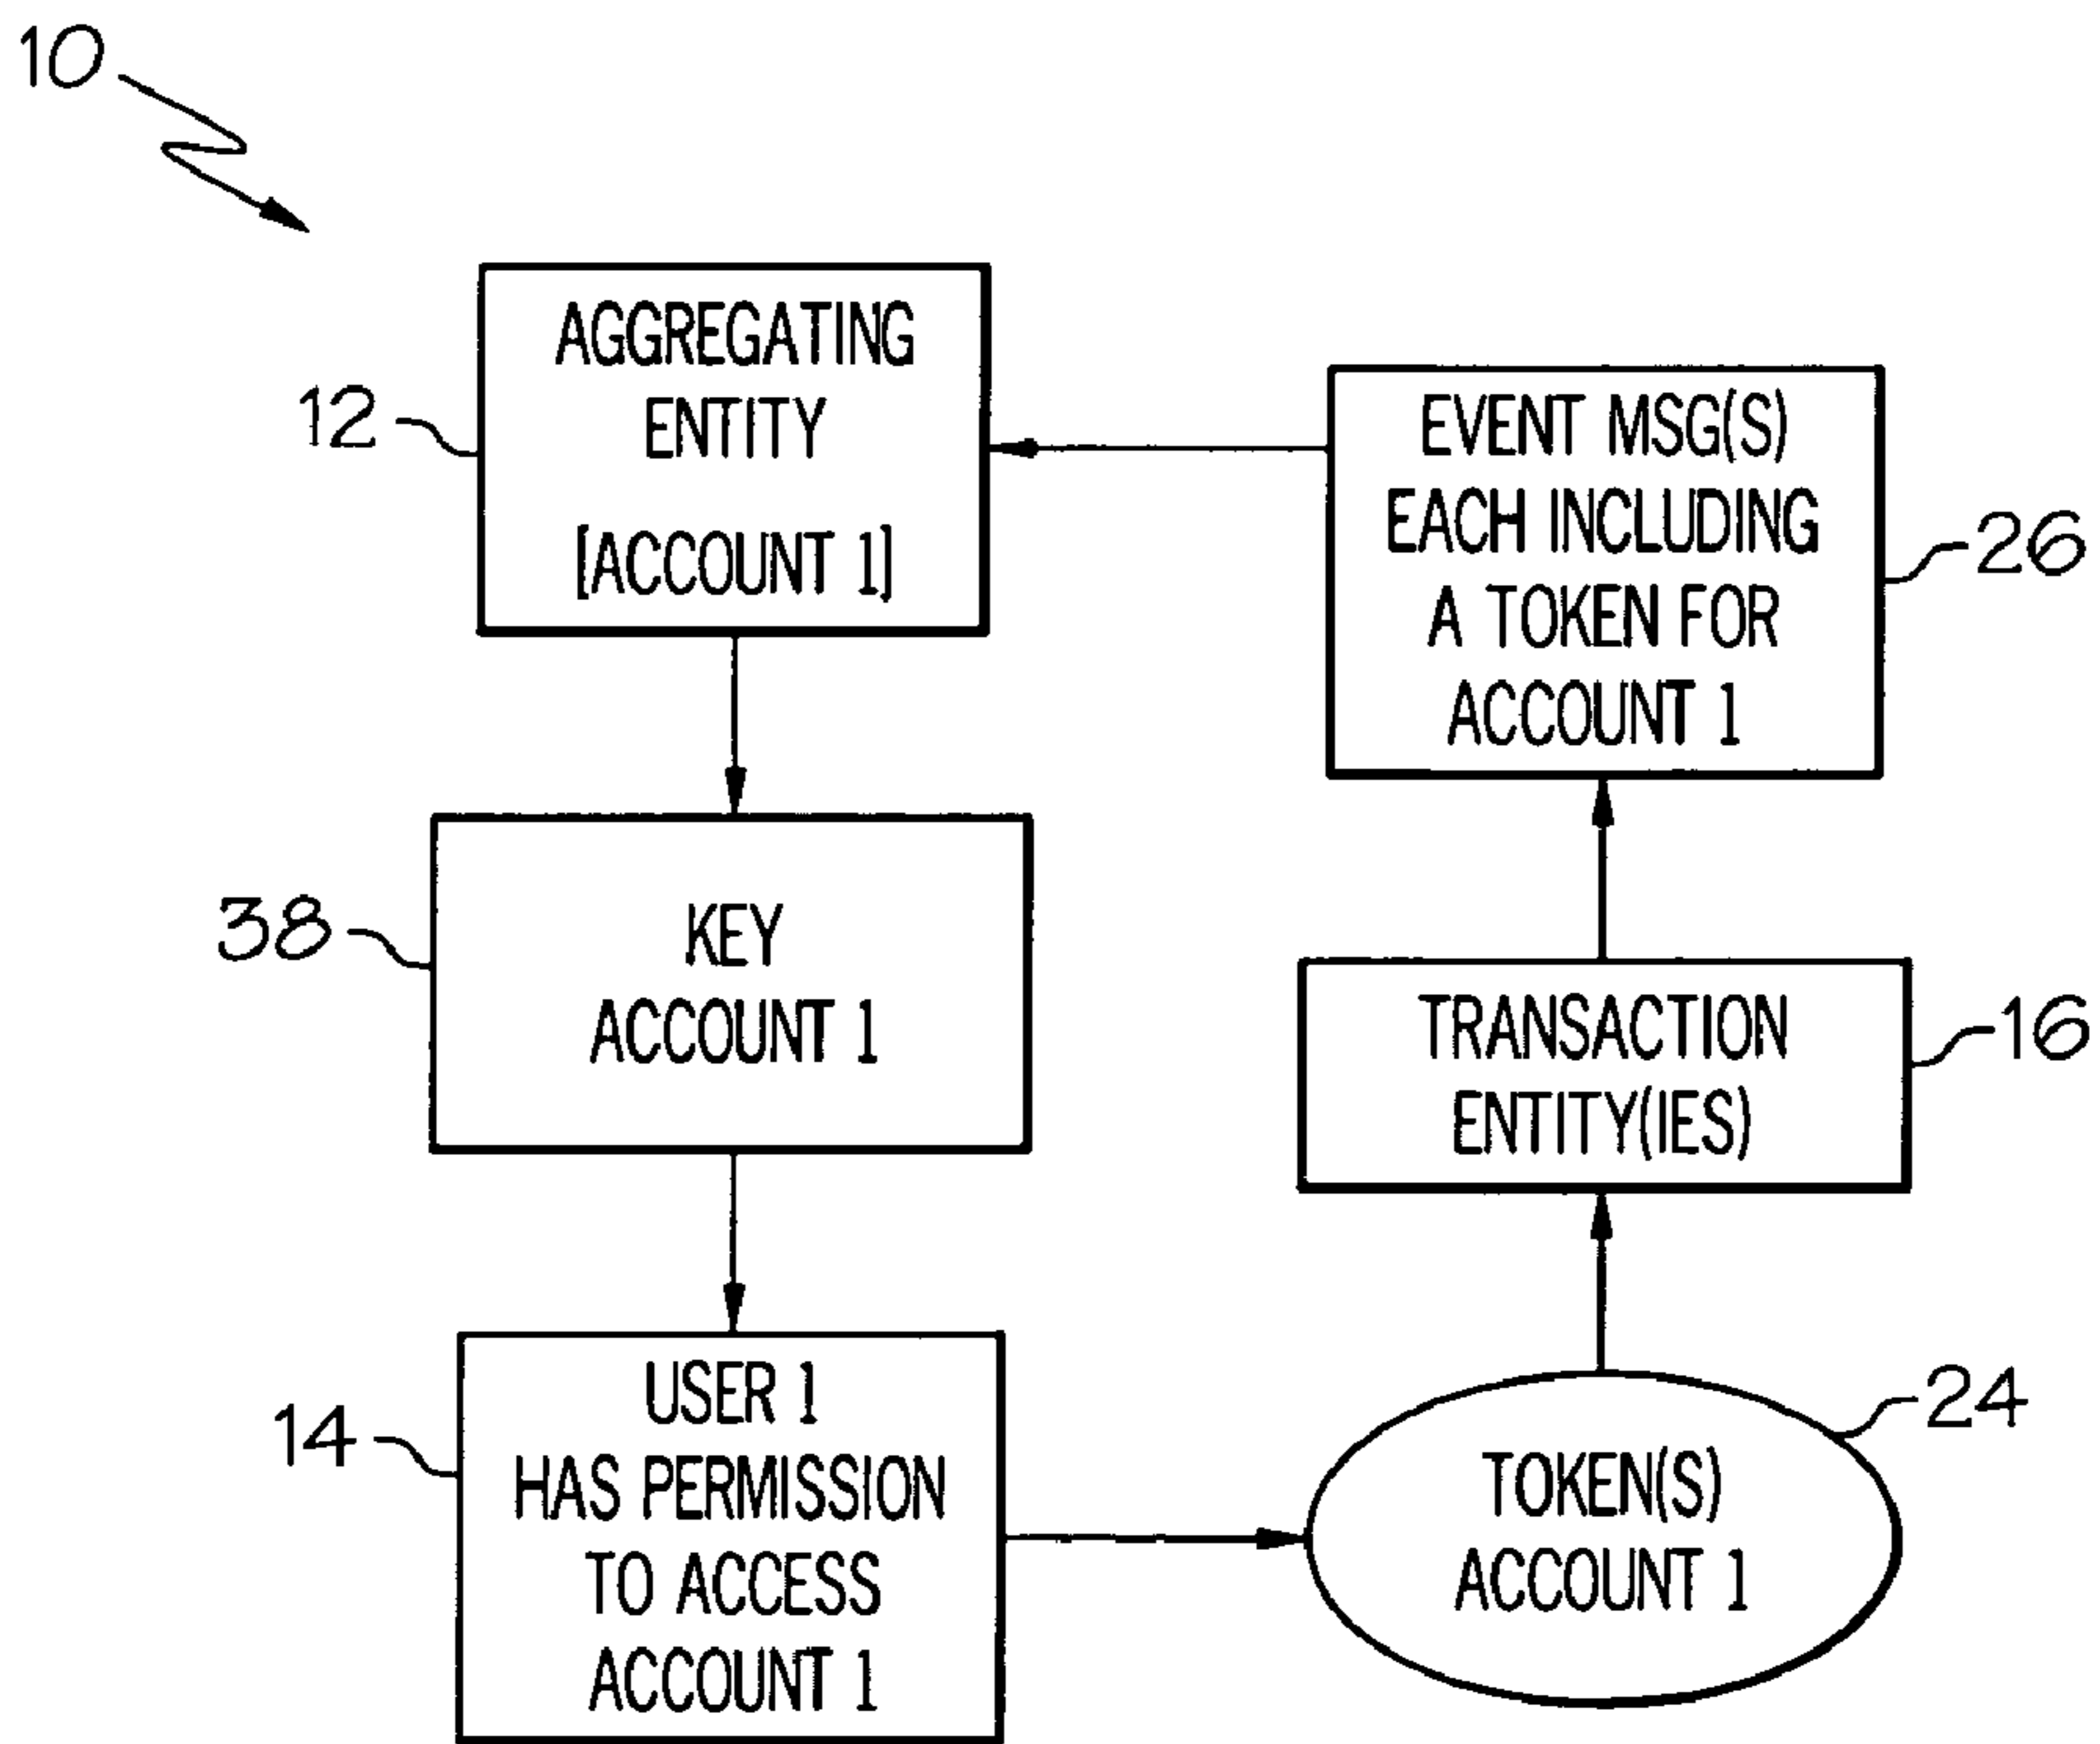 10
AGGREGATING
ENTITY
[ACCOUNT 1]
12
EVENT MSG(S)
EACH INCLUDING
A TOKEN FOR
ACCOUNT 1
26
KEY
ACCOUNT 1
38
TRANSACTION
ENTITY(IES)
16
USER 1
HAS PERMISSION
TO ACCESS
ACCOUNT 1
14
TOKEN(S)
ACCOUNT 1
24